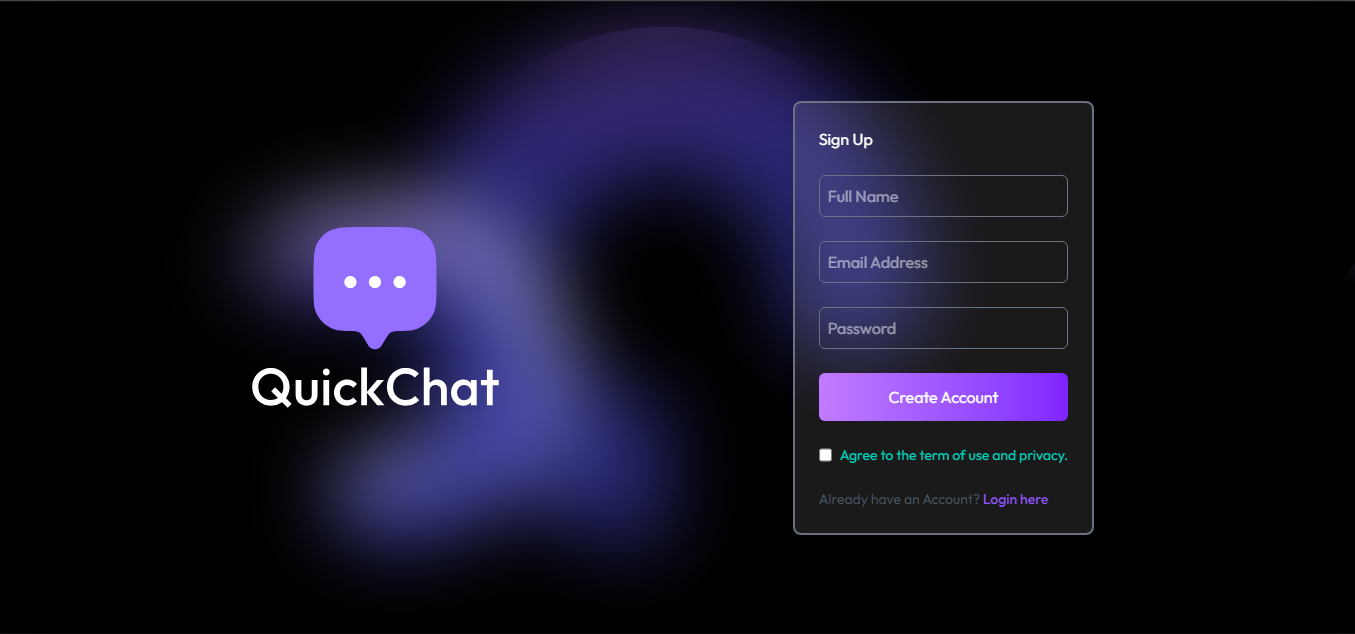 QuickChat
Sign Up
Full Name
Email Address
Password
Create Account
Agree to the term of use and privacy.
Already have an Account? Login here